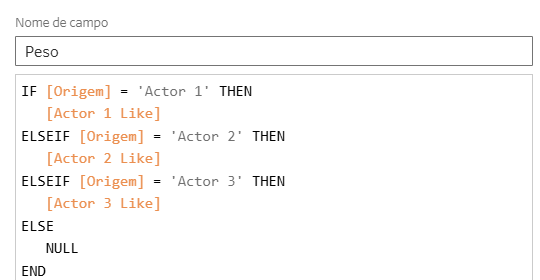 Nome de campo
Peso
IF [Origem] = 'Actor 1' THEN
[Actor 1 Like]
ELSEIF [Origem] = 'Actor 2' THEN
[Actor 2 Like]
ELSEIF [Origem] = 'Actor 3' THEN
[Actor 3 Like]
ELSE
NULL
END